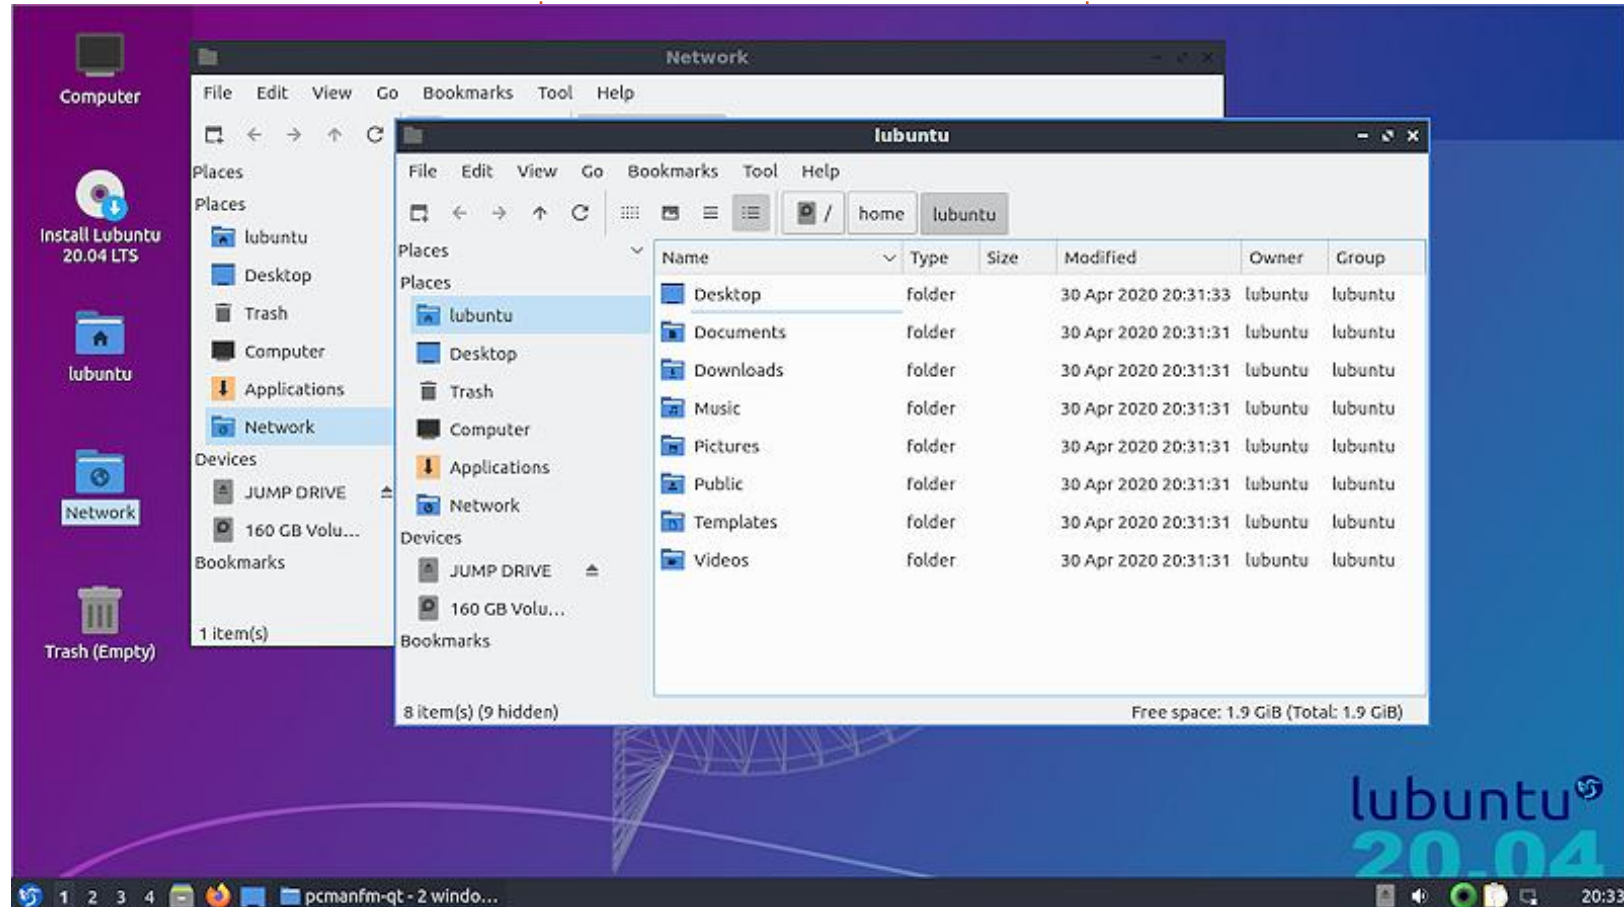 Computer
Install Lubuntu
20.04 LTS
lubuntu
Network
Trash (Empty)
Network
File Edit View Go Bookmarks Tool Help
Places
Places
lubuntu
Desktop
Trash
Computer
Applications
Network
Devices
JUMP DRIVE
160 GB Volu...
Bookmarks
1 item(s)
lubuntu
File Edit View Go Bookmarks Tool Help
/ home lubuntu
Places
Places
lubuntu
Desktop
Trash
Computer
Applications
Network
Devices
JUMP DRIVE
160 GB Volu...
Bookmarks
Name Type Size Modified Owner Group
Desktop folder 30 Apr 2020 20:31:33 lubuntu lubuntu
Documents folder 30 Apr 2020 20:31:31 lubuntu lubuntu
Downloads folder 30 Apr 2020 20:31:31 lubuntu lubuntu
Music folder 30 Apr 2020 20:31:31 lubuntu lubuntu
Pictures folder 30 Apr 2020 20:31:31 lubuntu lubuntu
Public folder 30 Apr 2020 20:31:31 lubuntu lubuntu
Templates folder 30 Apr 2020 20:31:31 lubuntu lubuntu
Videos folder 30 Apr 2020 20:31:31 lubuntu lubuntu
8 item(s) (9 hidden) Free space: 1.9 GiB (Total: 1.9 GiB)
lubuntu
20.04
1 2 3 4 pcmanfm-qt - 2 windo... 20:33